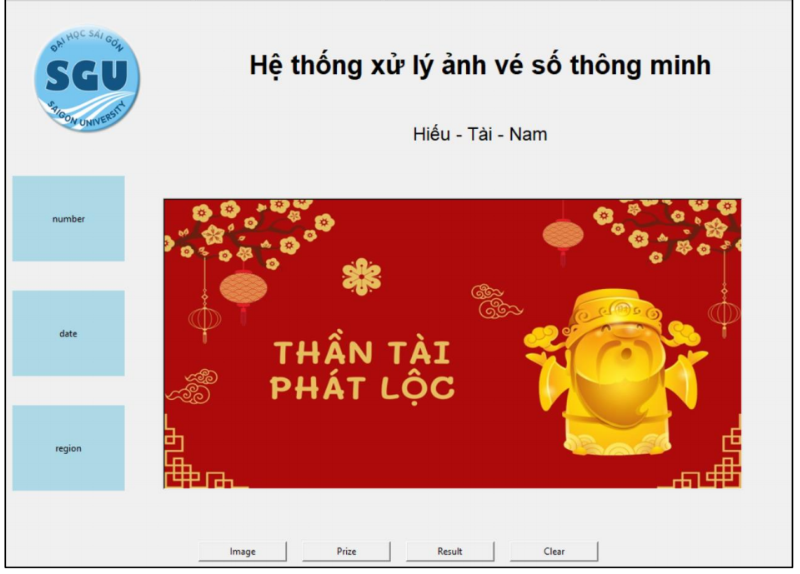 ĐẠI HỌC SÀI GÒN
SGU
SAIGON UNIVERSITY
Hệ thống xử lý ảnh vé số thông minh
Hiếu - Tài - Nam
number
date
region
THẦN TÀI
PHÁT LỘC
Image
Prize
Result
Clear